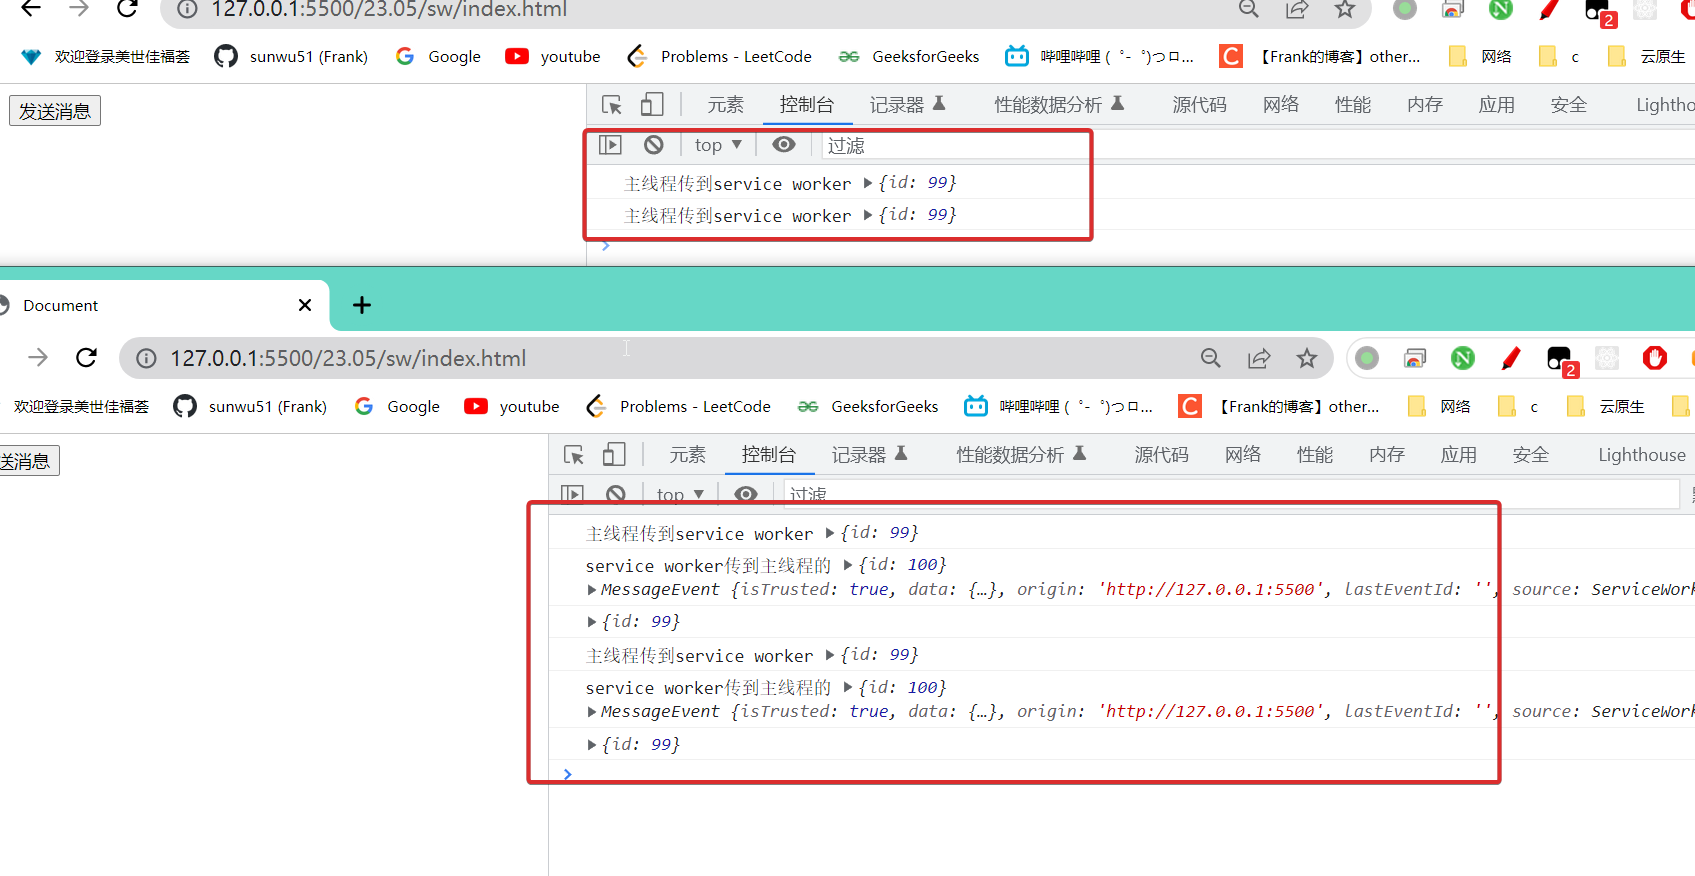 127.0.0.1:5500/23.05/sw/index.html
2
欢迎登录美世佳福荟 sunwu51 (Frank) Google youtube Problems - LeetCode GeeksforGeeks 哔哩哔哩 ( ゜- ゜)つロ... 【Frank的博客】other... 网络 c 云原生
发送消息
元素 控制台 记录器 性能数据分析 源代码 网络 性能 内存 应用 安全 Lightho
top ▼ 过滤
主线程传到service worker ▶{id: 99}
主线程传到service worker ▶{id: 99}
Document
127.0.0.1:5500/23.05/sw/index.html
2
欢迎登录美世佳福荟 sunwu51 (Frank) Google youtube Problems - LeetCode GeeksforGeeks 哔哩哔哩 ( ゜- ゜)つロ... 【Frank的博客】other... 网络 c 云原生
送消息
元素 控制台 记录器 性能数据分析 源代码 网络 性能 内存 应用 安全 Lighthouse
top ▼ 过滤
主线程传到service worker ▶{id: 99}
service worker传到主线程的 ▶{id: 100}
▶MessageEvent {isTrusted: true, data: {…}, origin: 'http://127.0.0.1:5500', lastEventId: '', source: ServiceWork
▶{id: 99}
主线程传到service worker ▶{id: 99}
service worker传到主线程的 ▶{id: 100}
▶MessageEvent {isTrusted: true, data: {…}, origin: 'http://127.0.0.1:5500', lastEventId: '', source: ServiceWork
▶{id: 99}